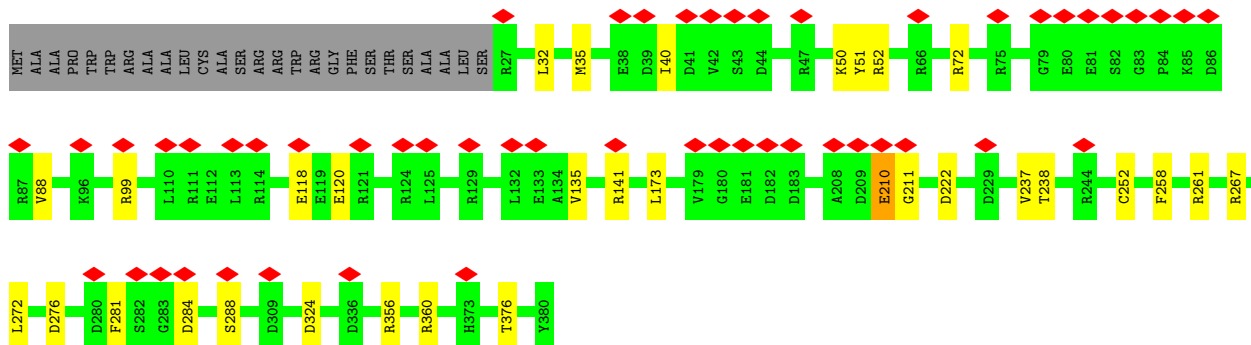 MET ALA ALA PRO TRP TRP ARG ALA ALA LEU CYS ALA SER ARG ARG TRP ARG GLY PHE SER THR SER ALA ALA LEU SER R27 L32 M35 E38 D39 I40 D41 V42 S43 D44 R47 K50 Y51 R52 R66 R72 R75 G79 E80 E81 S82 G83 P84 K85 D86
R87 V88 K96 R99 L110 R111 E112 L113 R114 E118 E119 E120 R121 R124 L125 R129 L132 E133 A134 V135 R141 L173 V179 G180 E181 D182 D183 A208 D209 E210 G211 D222 D229 V237 T238 R244 C252 F258 R261 R267
L272 D276 D280 F281 S282 G283 D284 S288 D309 D324 D336 R356 R360 H373 T376 Y380